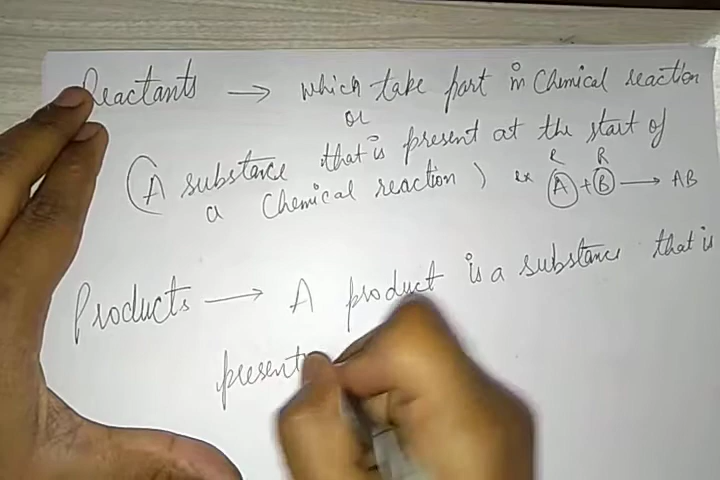 Reactants → which take part in Chemical reaction
or
(A substance that is present at the start of
a Chemical reaction) ex A + B → AB
R R
Products → A product is a substance that is
present